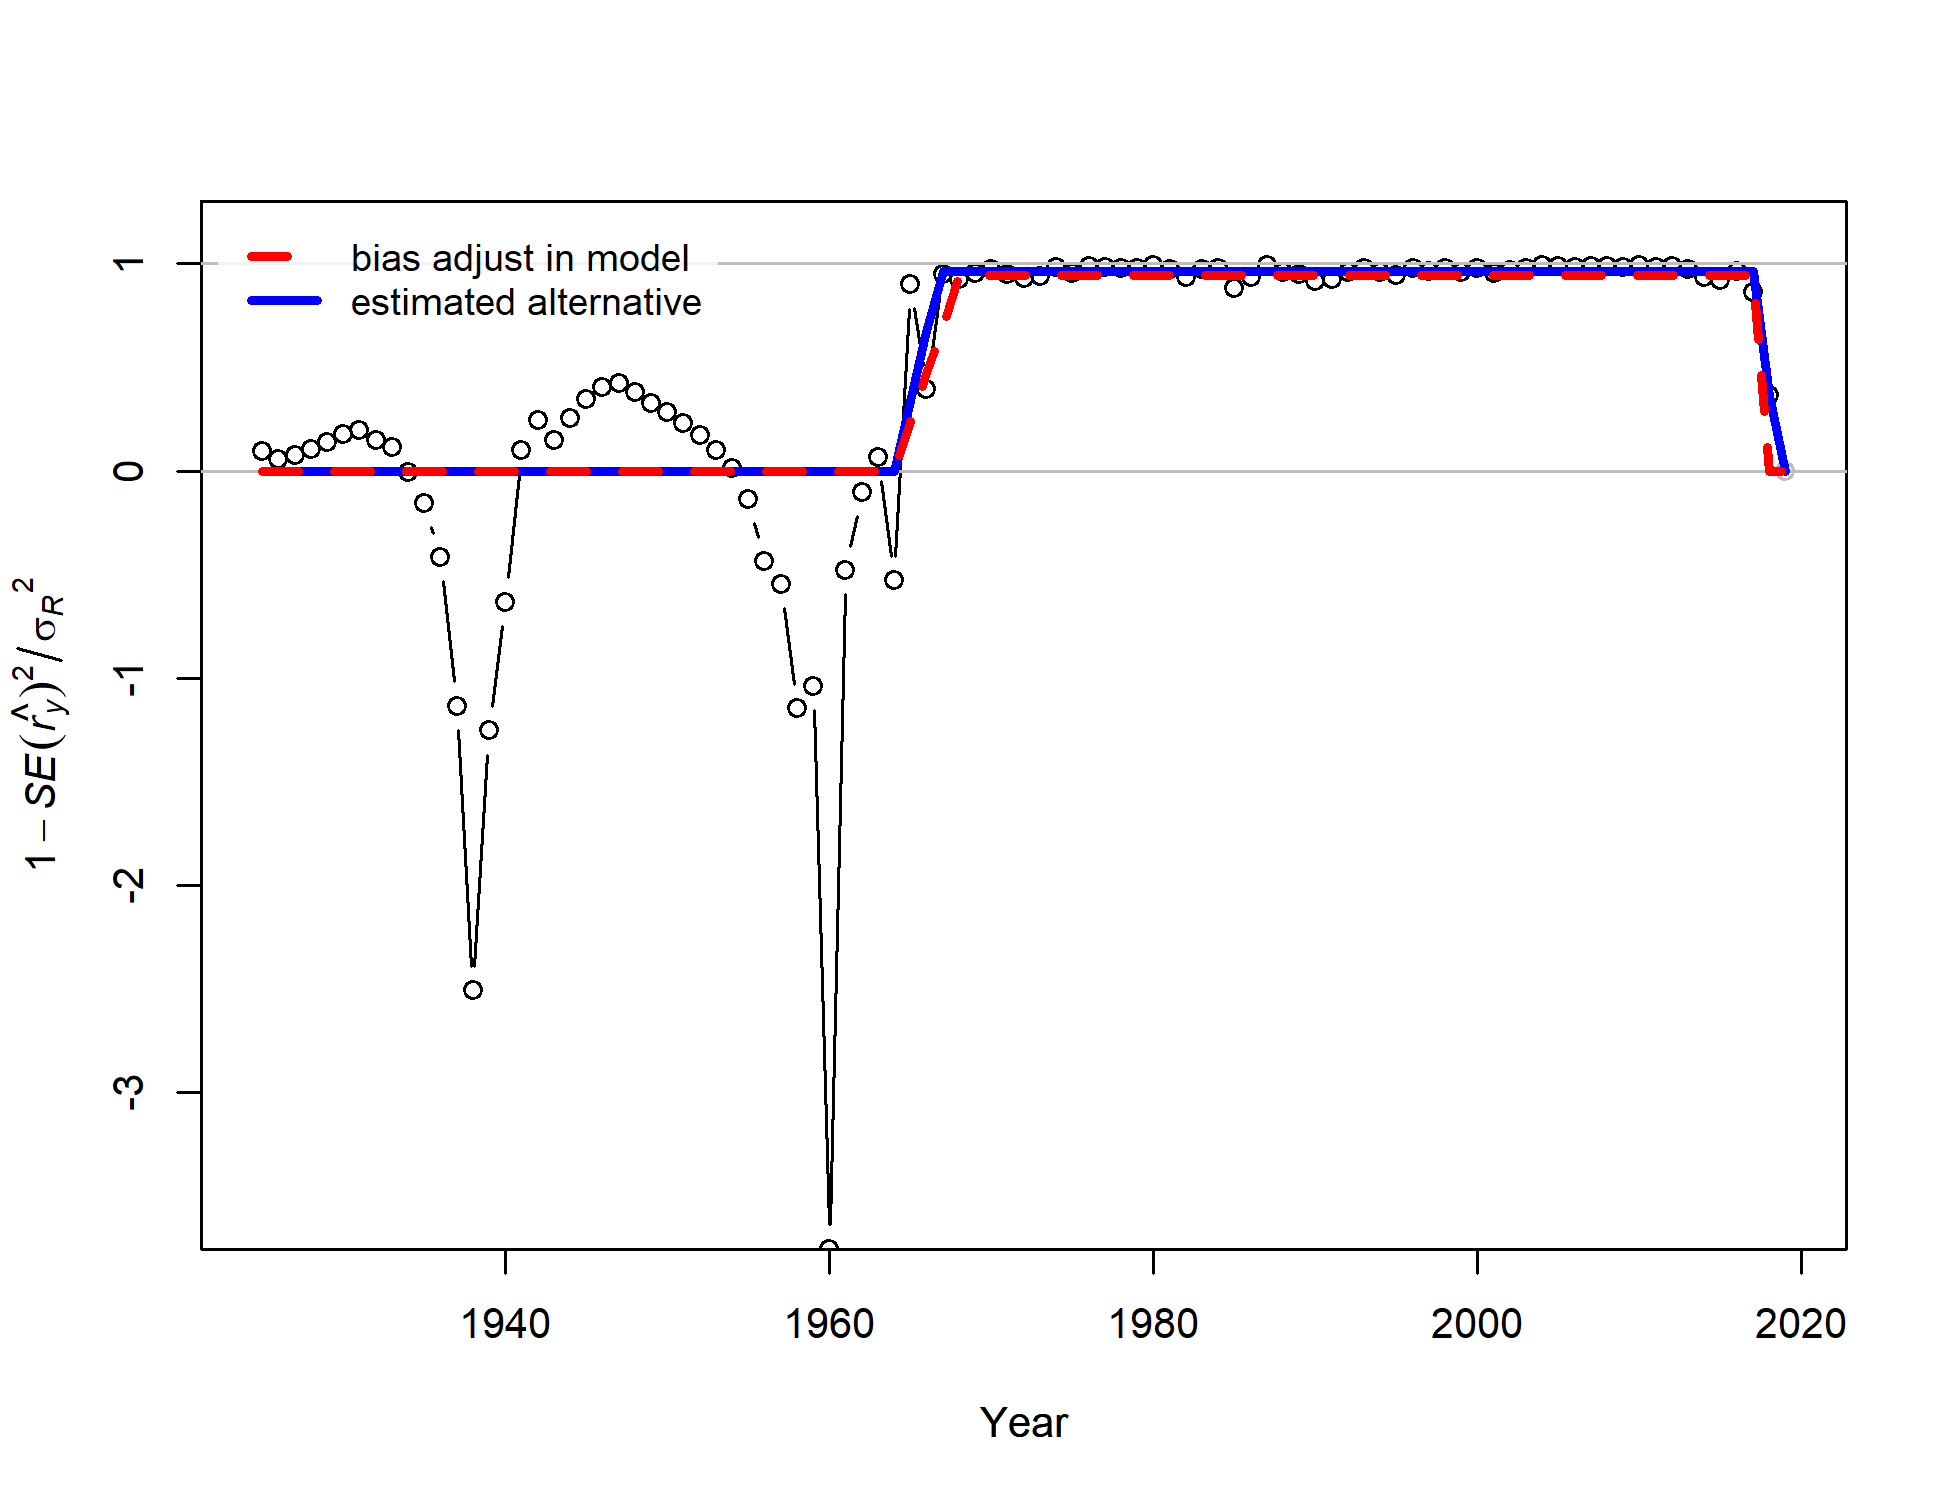 bias adjust in model
estimated alternative
1
0
-1
-2
-3
1 − SE(r̂y)² / σR²
1940 1960 1980 2000 2020
Year